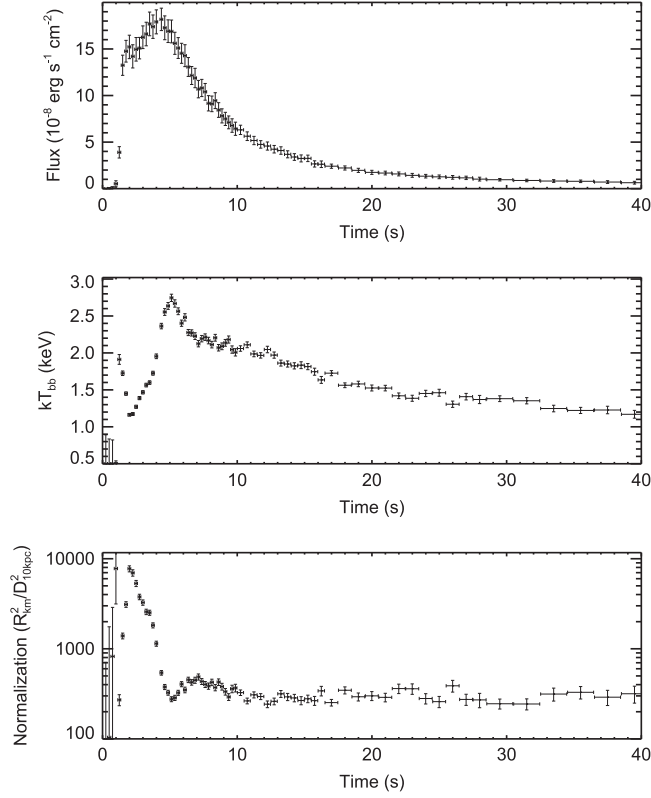 Flux (10⁻⁸ erg s⁻¹ cm⁻²)
15
10
5
0
0 10 20 30 40
Time (s)
kT_bb (keV)
3.0
2.5
2.0
1.5
1.0
0.5
0 10 20 30 40
Time (s)
Normalization (R²_km/D²_10kpc)
10000
1000
100
0 10 20 30 40
Time (s)